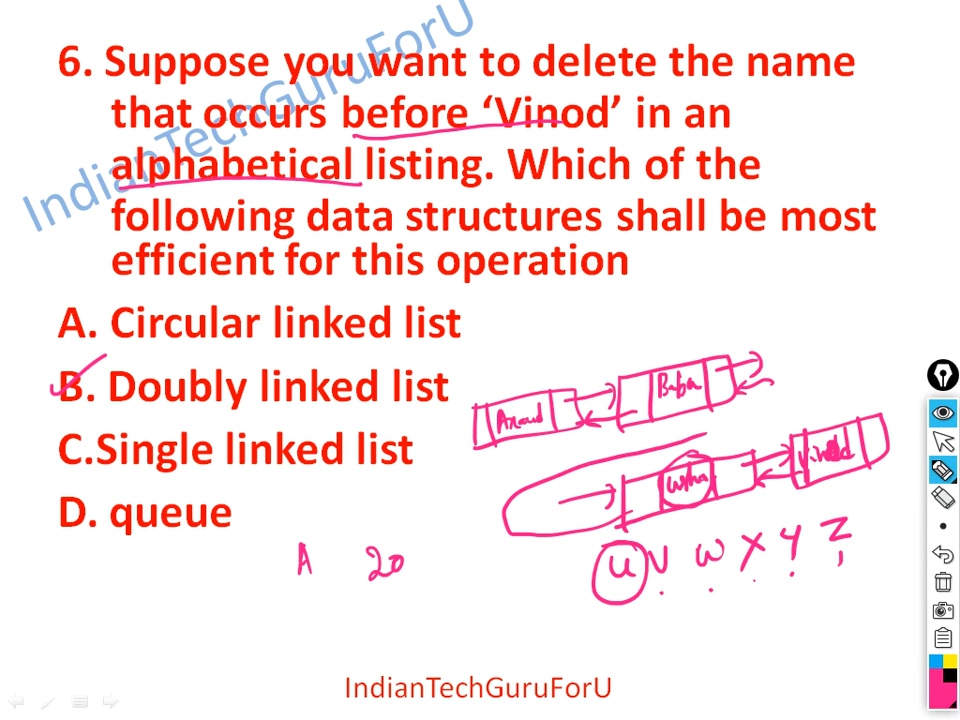 6. Suppose you want to delete the name
that occurs before ‘Vinod’ in an
alphabetical listing. Which of the
following data structures shall be most
efficient for this operation
A. Circular linked list
B. Doubly linked list
C.Single linked list
D. queue
IndianTechGuruForU
Anand
Usha
U V W X Y Z
A 20
IndianTechGuruForU